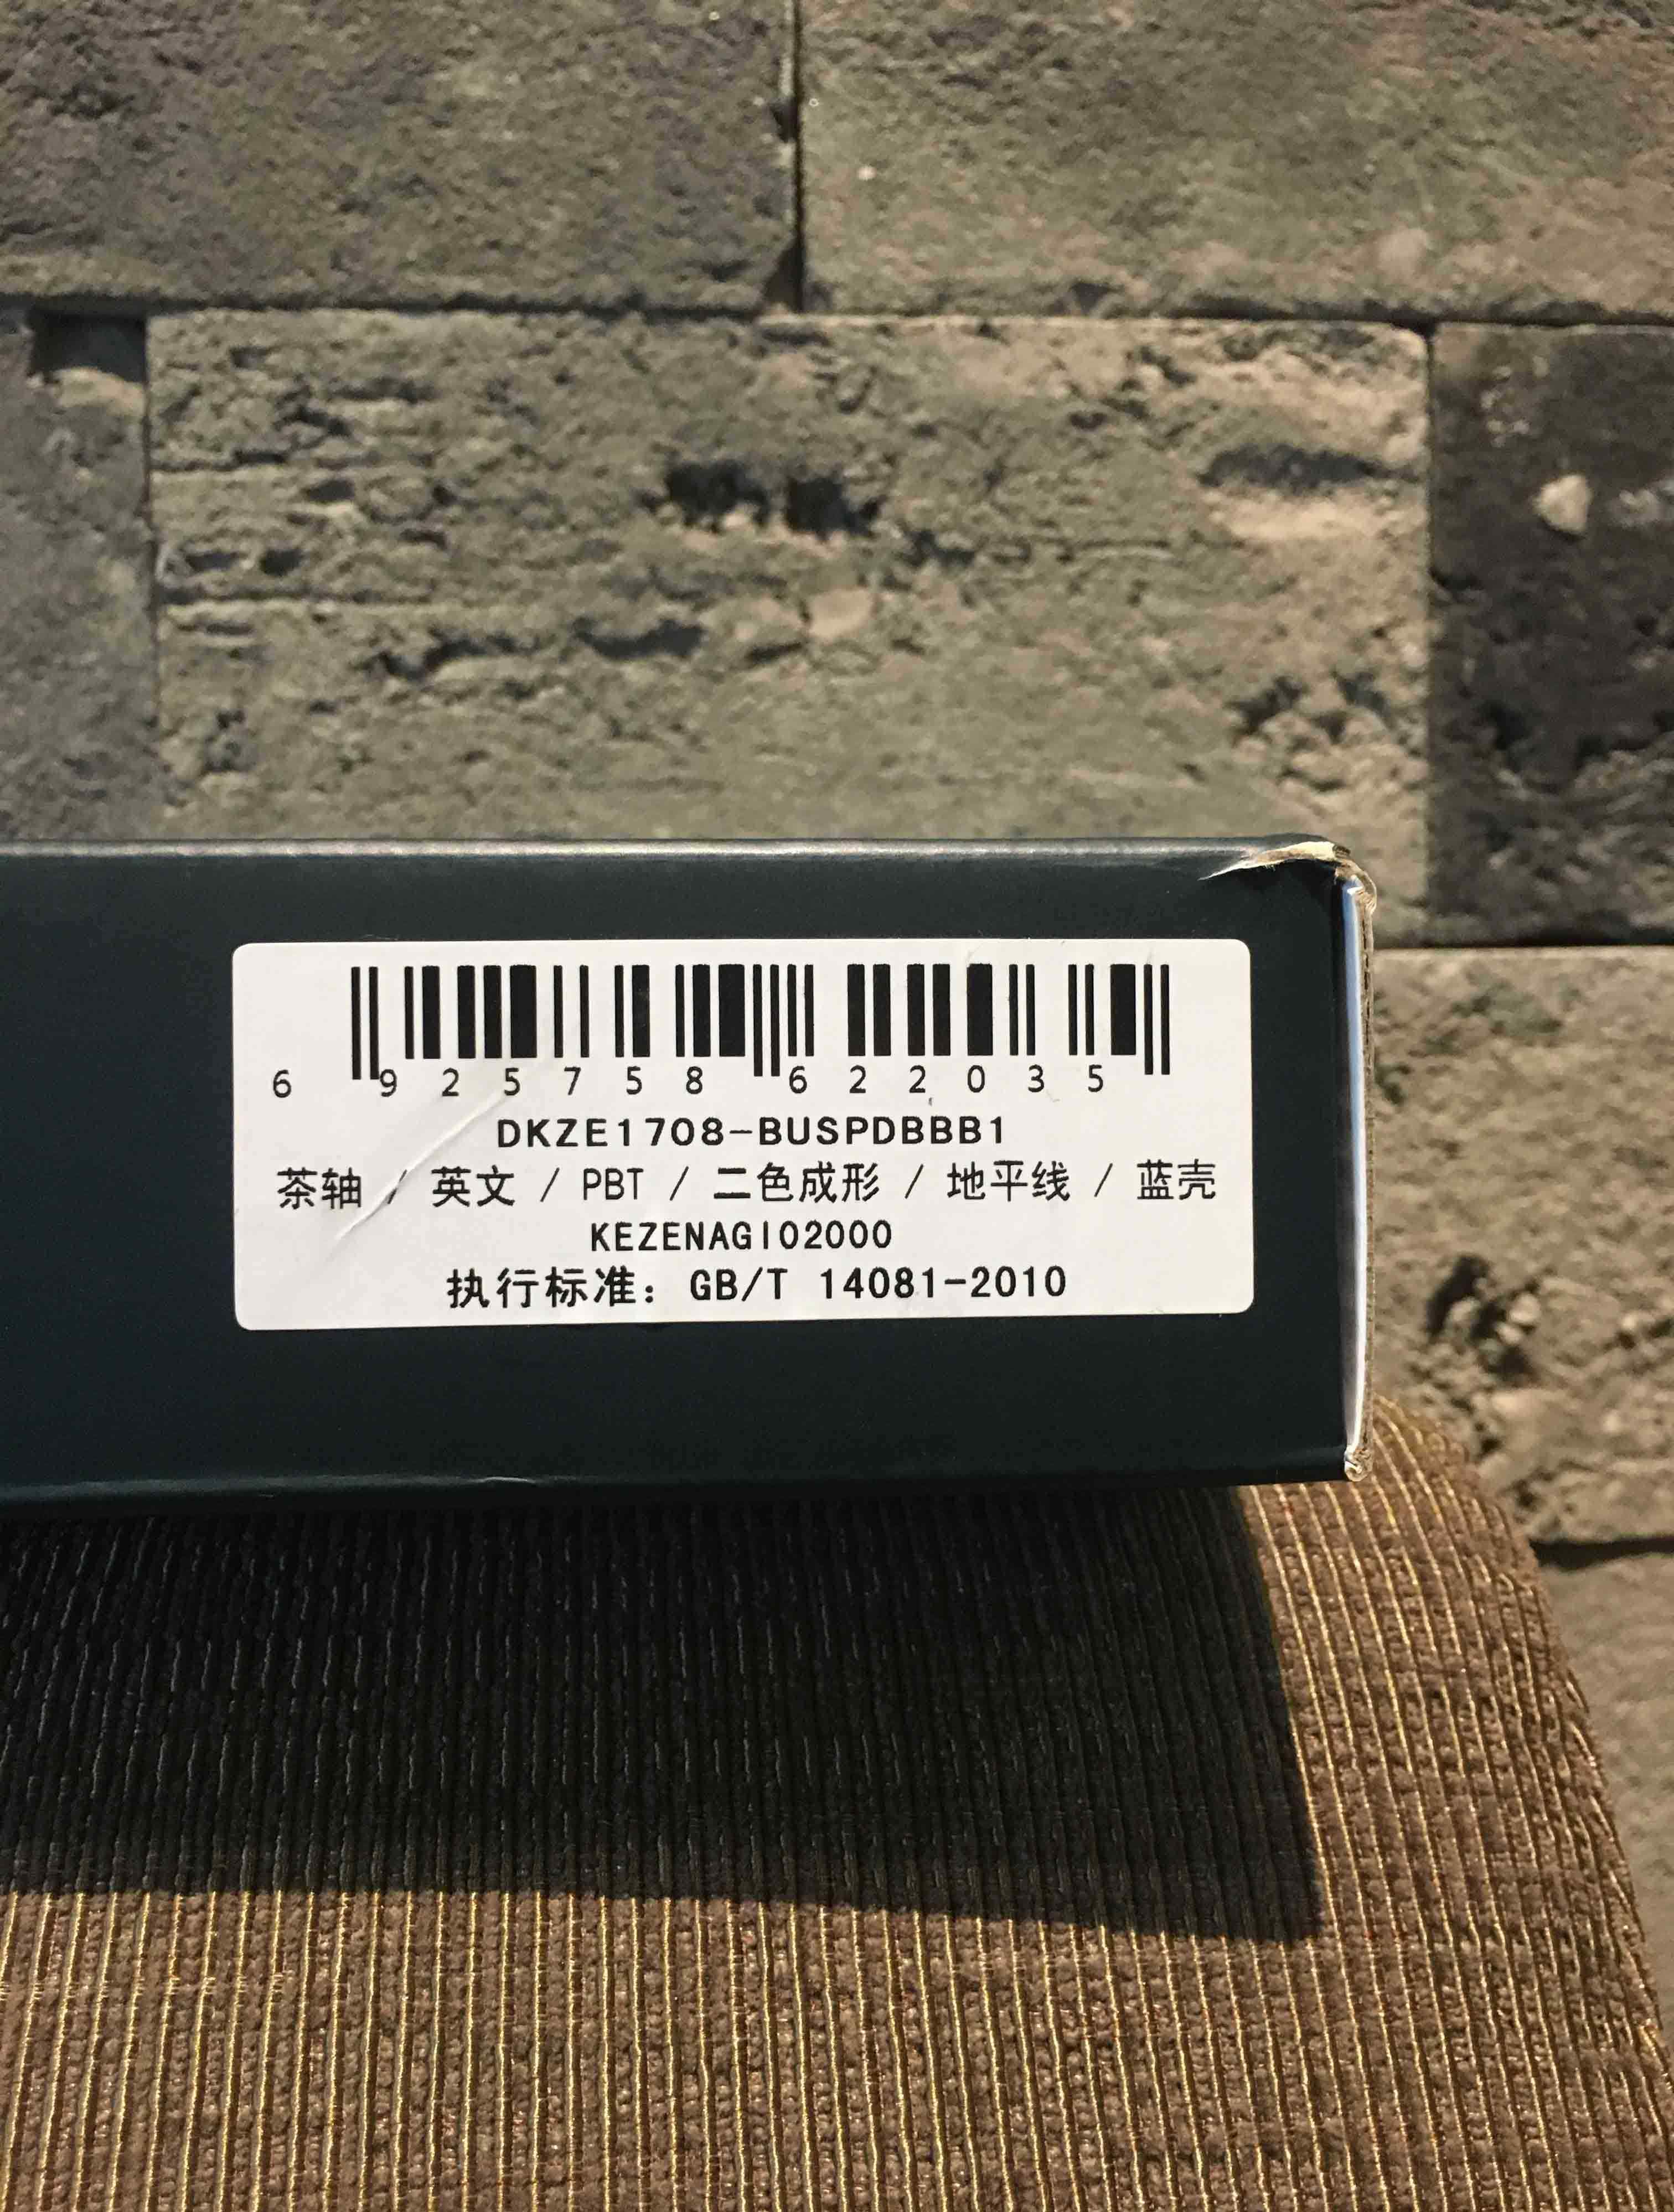 6 925758 622035
DKZE1708-BUSPDBBB1
茶轴 / 英文 / PBT / 二色成形 / 地平线 / 蓝壳
KEZENAGI02000
执行标准: GB/T 14081-2010